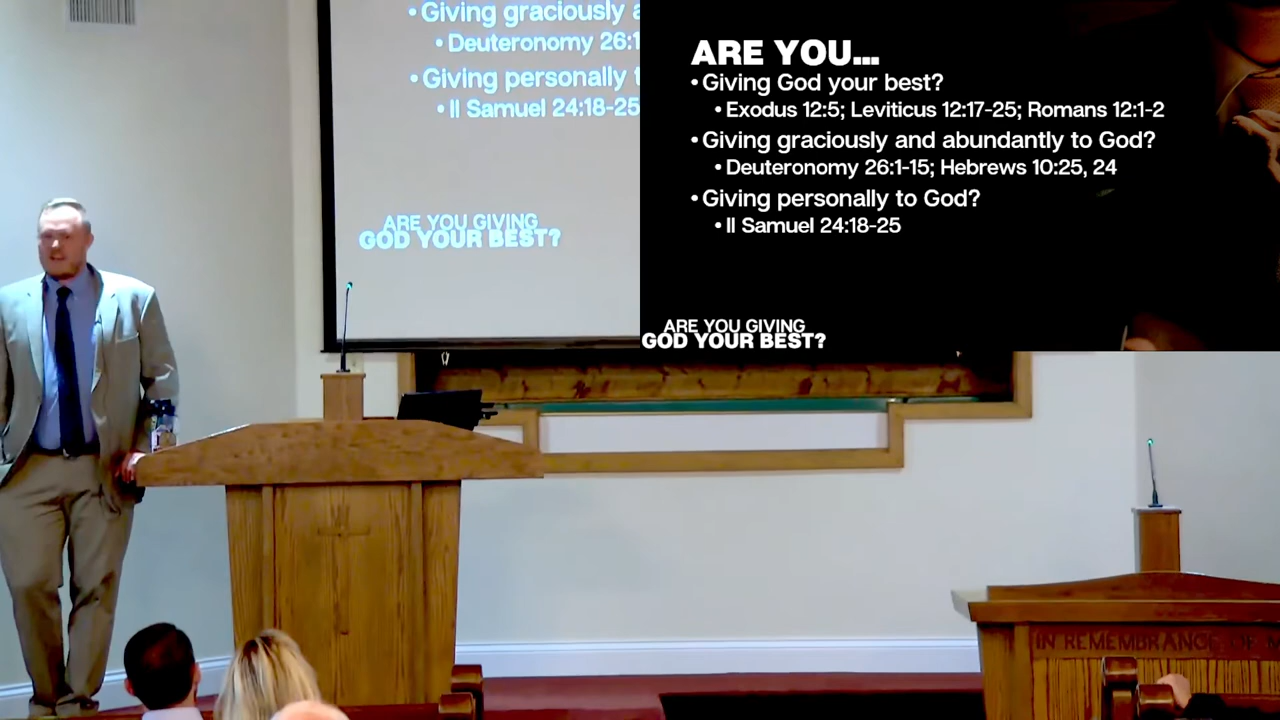 • Giving graciously a
• Deuteronomy 26:1
• Giving personally t
• II Samuel 24:18-25
ARE YOU GIVING
GOD YOUR BEST?
ARE YOU...
• Giving God your best?
• Exodus 12:5; Leviticus 12:17-25; Romans 12:1-2
• Giving graciously and abundantly to God?
• Deuteronomy 26:1-15; Hebrews 10:25, 24
• Giving personally to God?
• II Samuel 24:18-25
ARE YOU GIVING
GOD YOUR BEST?
IN REMEMBRANCE OF